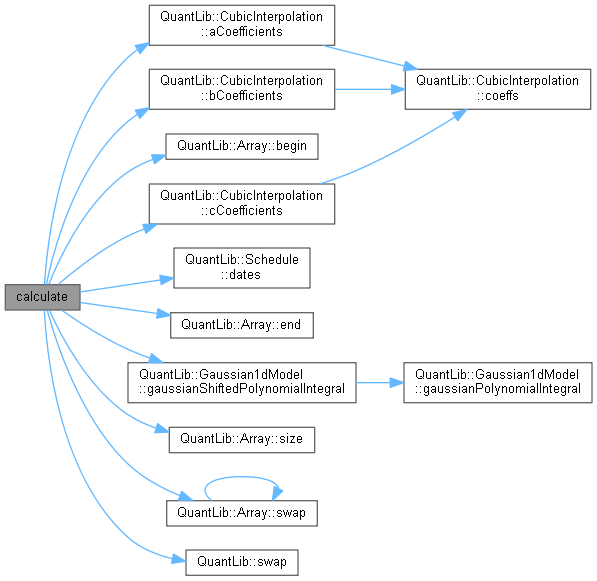 QuantLib::CubicInterpolation
::aCoefficients
QuantLib::CubicInterpolation
::bCoefficients
QuantLib::CubicInterpolation
::coeffs
QuantLib::Array::begin
QuantLib::CubicInterpolation
::cCoefficients
QuantLib::Schedule
::dates
calculate
QuantLib::Array::end
QuantLib::Gaussian1dModel
::gaussianShiftedPolynomialIntegral
QuantLib::Gaussian1dModel
::gaussianPolynomialIntegral
QuantLib::Array::size
QuantLib::Array::swap
QuantLib::swap